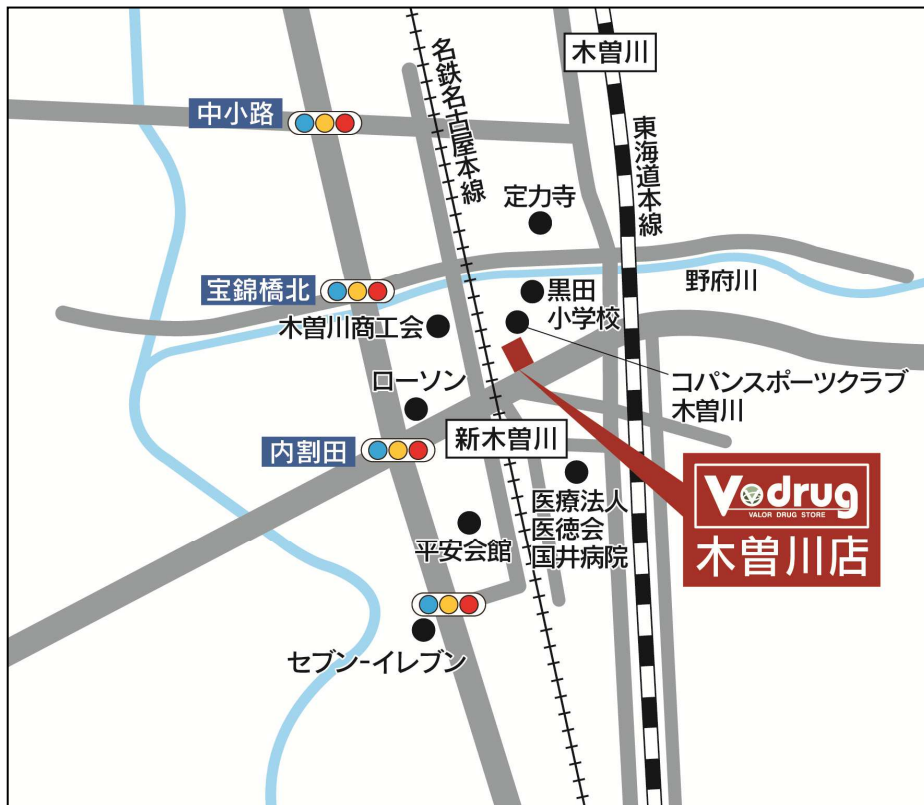 木曽川
名鉄名古屋本線
中小路
東海道本線
定力寺
宝錦橋北
野府川
黒田
小学校
木曽川商工会
ローソン
コパンスポーツクラブ
木曽川
内割田
新木曽川
V drug
VALOR DRUG STORE
木曽川店
医療法人
医徳会
国井病院
平安会館
セブン-イレブン